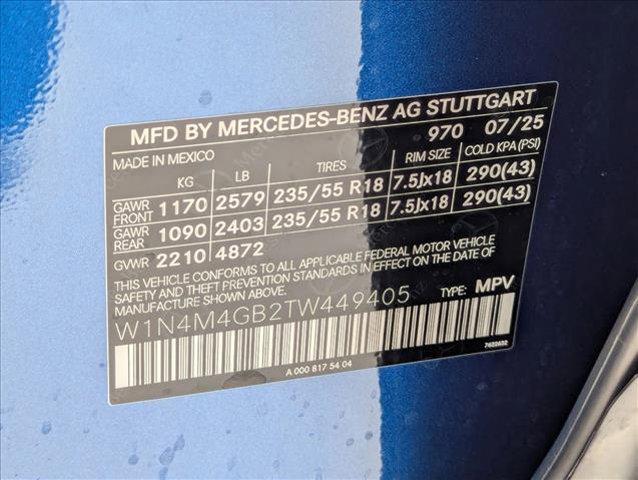 MFD BY MERCEDES-BENZ AG STUTTGART
970 07/25
MADE IN MEXICO
KG LB TIRES RIM SIZE COLD KPA(PSI)
GAWR FRONT 1170 2579 235/55 R18 7.5Jx18 290(43)
GAWR REAR 1090 2403 235/55 R18 7.5Jx18 290(43)
GVWR 2210 4872
THIS VEHICLE CONFORMS TO ALL APPLICABLE FEDERAL MOTOR VEHICLE
SAFETY AND THEFT PREVENTION STANDARDS IN EFFECT ON THE DATE OF
MANUFACTURE SHOWN ABOVE.
W1N4M4GB2TW449405 TYPE: MPV
A 000 817 54 04